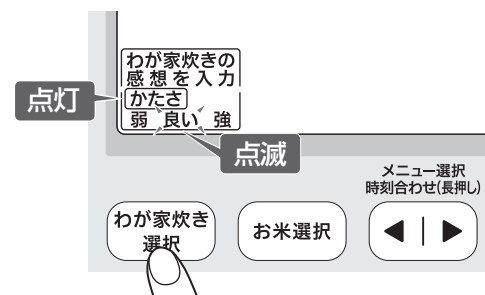 わが家炊きの
感想を入力
点灯
かたさ
弱 良い 強
点滅
メニュー選択
時刻合わせ(長押し)
わが家炊き
選択
お米選択
◀ | ▶